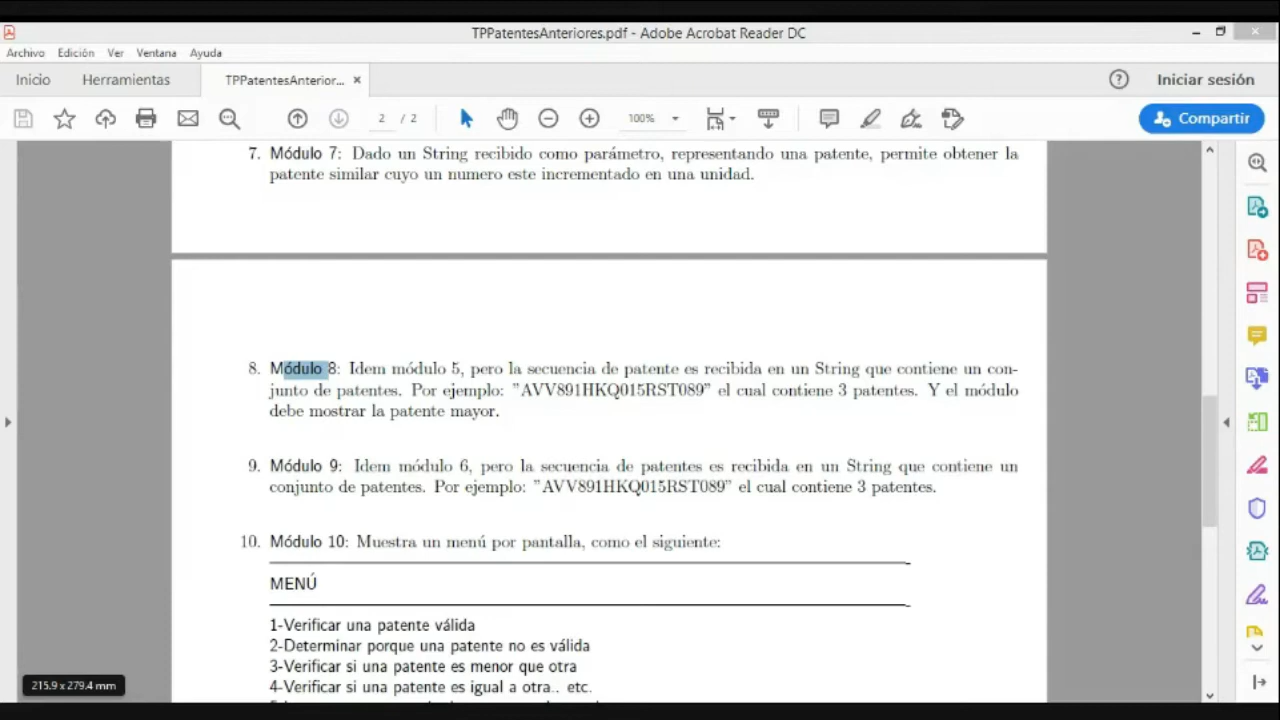 TPPatentesAnteriores.pdf - Adobe Acrobat Reader DC
Archivo Edición Ver Ventana Ayuda
Inicio Herramientas TPPatentesAnterior... Iniciar sesión
2 / 2 100% Compartir
7. Módulo 7: Dado un String recibido como parámetro, representando una patente, permite obtener la
patente similar cuyo un numero este incrementado en una unidad.
8. Módulo 8: Idem módulo 5, pero la secuencia de patente es recibida en un String que contiene un con-
junto de patentes. Por ejemplo: "AVV891HKQ015RST089" el cual contiene 3 patentes. Y el módulo
debe mostrar la patente mayor.
9. Módulo 9: Idem módulo 6, pero la secuencia de patentes es recibida en un String que contiene un
conjunto de patentes. Por ejemplo: "AVV891HKQ015RST089" el cual contiene 3 patentes.
10. Módulo 10: Muestra un menú por pantalla, como el siguiente:
MENÚ
1-Verificar una patente válida
2-Determinar porque una patente no es válida
3-Verificar si una patente es menor que otra
4-Verificar si una patente es igual a otra.. etc.
215.9 x 279.4 mm